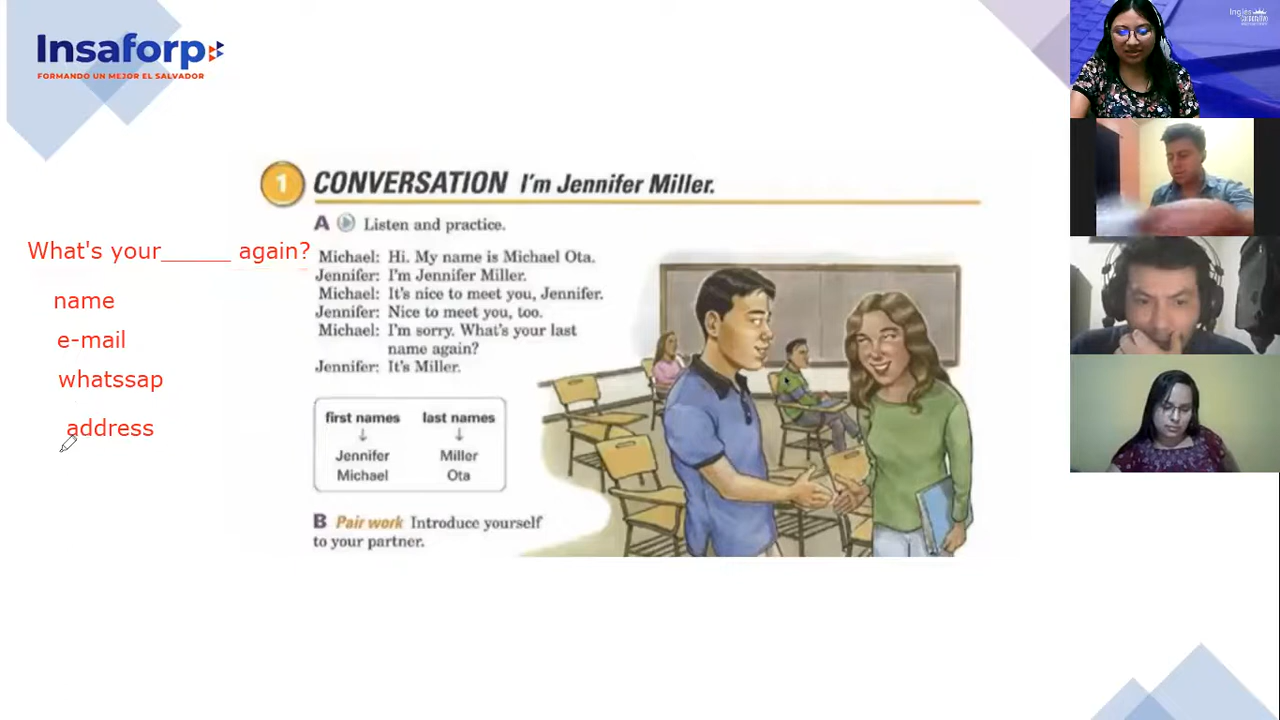 Insaforp
FORMANDO UN MEJOR EL SALVADOR
1 CONVERSATION I'm Jennifer Miller.
A Listen and practice.
Michael: Hi. My name is Michael Ota.
Jennifer: I'm Jennifer Miller.
Michael: It's nice to meet you, Jennifer.
Jennifer: Nice to meet you, too.
Michael: I'm sorry. What's your last
name again?
Jennifer: It's Miller.
first names last names
↓ ↓
Jennifer Miller
Michael Ota
B Pair work Introduce yourself
to your partner.
What's your______ again?
name
e-mail
whatssap
address
Ingles